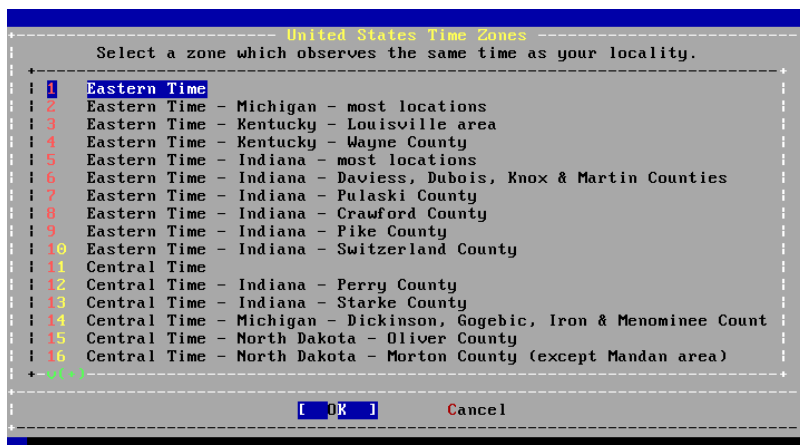 United States Time Zones
Select a zone which observes the same time as your locality.
1 Eastern Time
2 Eastern Time - Michigan - most locations
3 Eastern Time - Kentucky - Louisville area
4 Eastern Time - Kentucky - Wayne County
5 Eastern Time - Indiana - most locations
6 Eastern Time - Indiana - Daviess, Dubois, Knox & Martin Counties
7 Eastern Time - Indiana - Pulaski County
8 Eastern Time - Indiana - Crawford County
9 Eastern Time - Indiana - Pike County
10 Eastern Time - Indiana - Switzerland County
11 Central Time
12 Central Time - Indiana - Perry County
13 Central Time - Indiana - Starke County
14 Central Time - Michigan - Dickinson, Gogebic, Iron & Menominee Count
15 Central Time - North Dakota - Oliver County
16 Central Time - North Dakota - Morton County (except Mandan area)
v(+)
[ OK ] Cancel